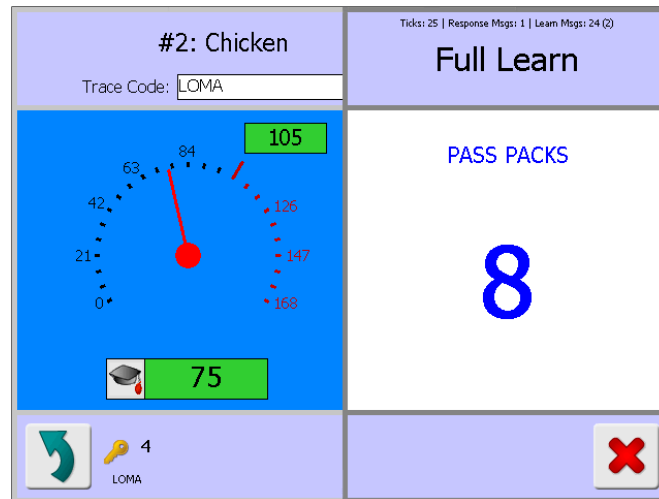 #2: Chicken
Trace Code: LOMA
Ticks: 25 | Response Msgs: 1 | Learn Msgs: 24 (2)
Full Learn
105
84
63
42
21
0
126
147
168
75
PASS PACKS
8
4
LOMA